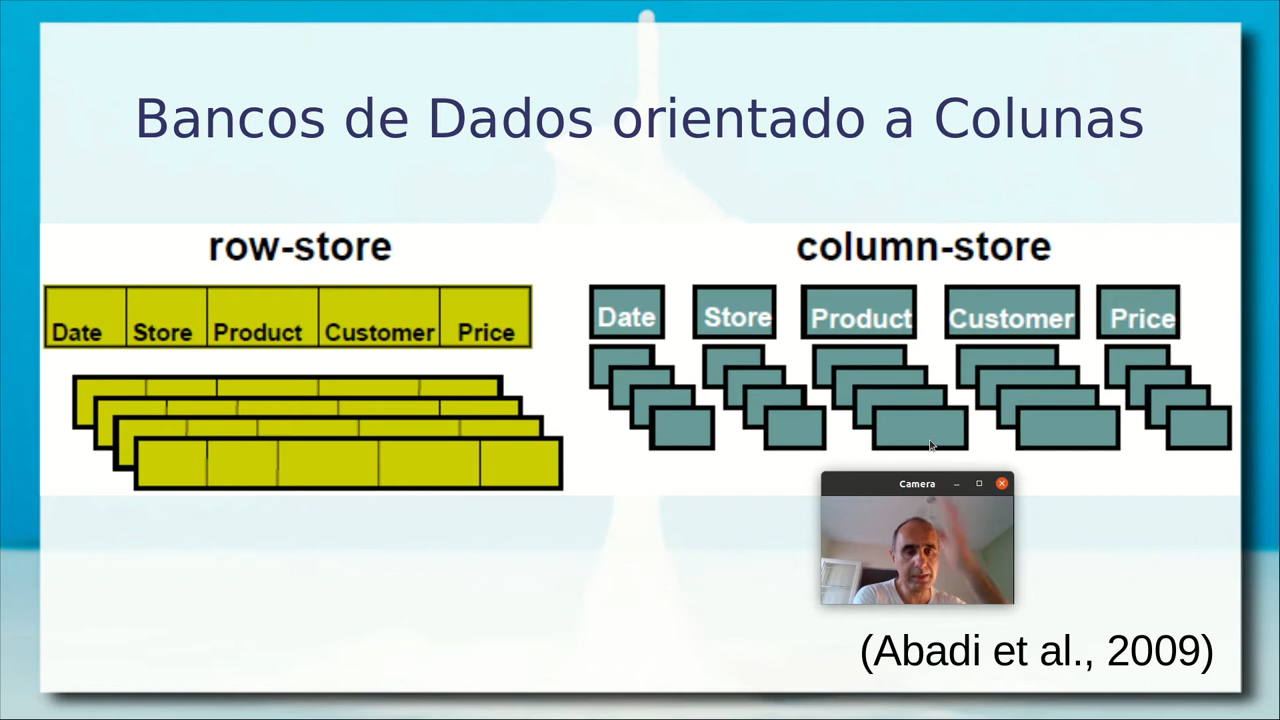 Bancos de Dados orientado a Colunas
row-store
column-store
Date Store Product Customer Price
Date Store Product Customer Price
Camera
(Abadi et al., 2009)